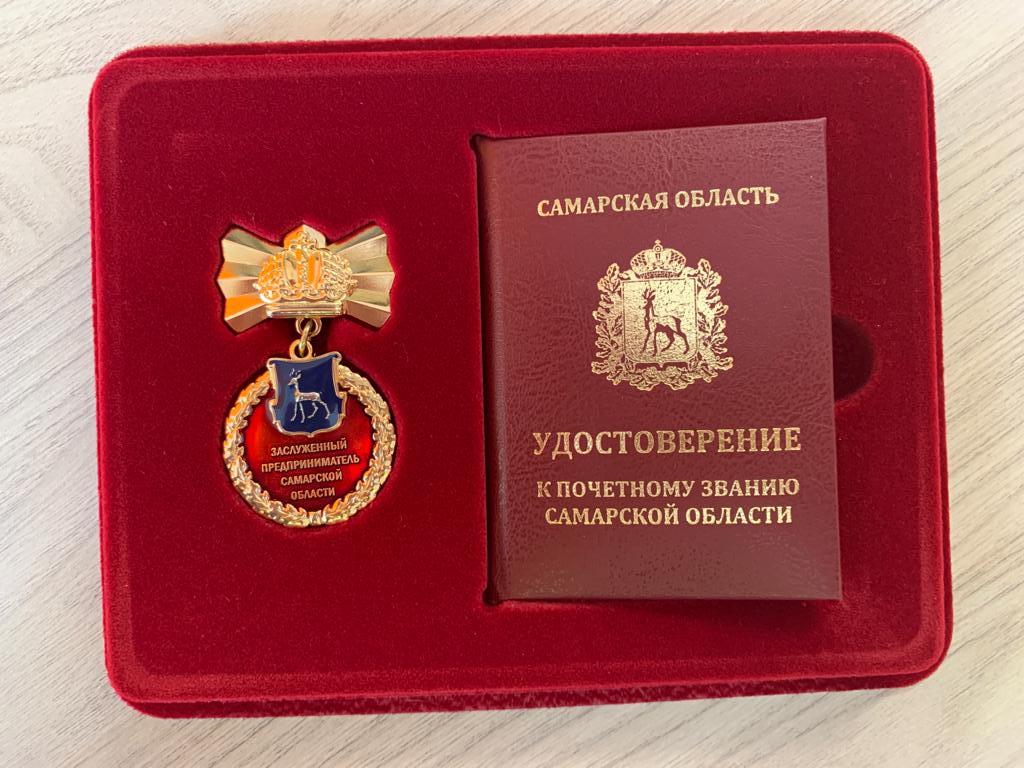 ЗАСЛУЖЕННЫЙ
ПРЕДПРИНИМАТЕЛЬ
САМАРСКОЙ
ОБЛАСТИ
САМАРСКАЯ ОБЛАСТЬ
УДОСТОВЕРЕНИЕ
К ПОЧЕТНОМУ ЗВАНИЮ
САМАРСКОЙ ОБЛАСТИ